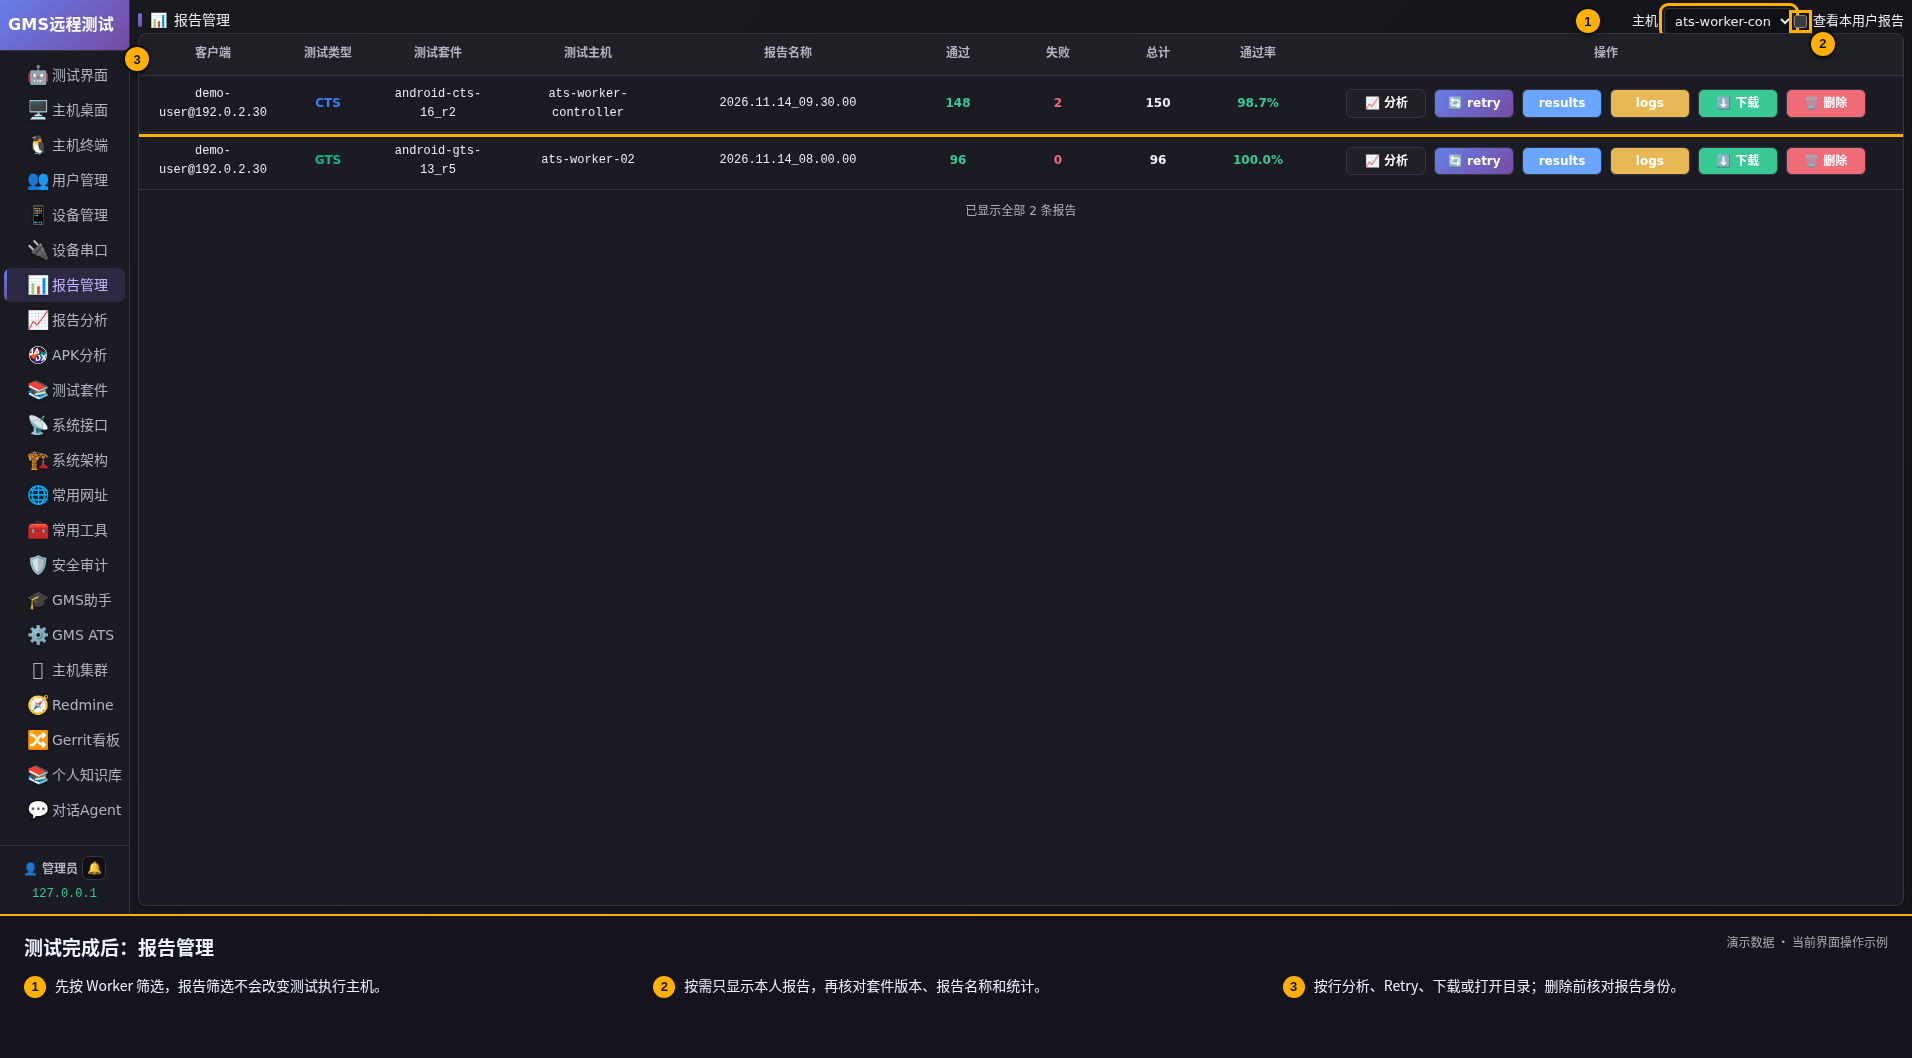 GMS远程测试
测试界面
主机桌面
主机终端
用户管理
设备管理
设备串口
报告管理
报告分析
APK分析
测试套件
系统接口
系统架构
常用网址
常用工具
安全审计
GMS助手
GMS ATS
主机集群
Redmine
Gerrit看板
个人知识库
对话Agent
管理员
127.0.0.1
报告管理
1 主机 ats-worker-con 查看本用户报告
2
3
客户端 测试类型 测试套件 测试主机 报告名称 通过 失败 总计 通过率 操作
demo-user@192.0.2.30 CTS android-cts-16_r2 ats-worker-controller 2026.11.14_09.30.00 148 2 150 98.7% 分析 retry results logs 下载 删除
demo-user@192.0.2.30 GTS android-gts-13_r5 ats-worker-02 2026.11.14_08.00.00 96 0 96 100.0% 分析 retry results logs 下载 删除
已显示全部 2 条报告
测试完成后：报告管理
演示数据 · 当前界面操作示例
1 先按 Worker 筛选，报告筛选不会改变测试执行主机。
2 按需只显示本人报告，再核对套件版本、报告名称和统计。
3 按行分析、Retry、下载或打开目录；删除前核对报告身份。